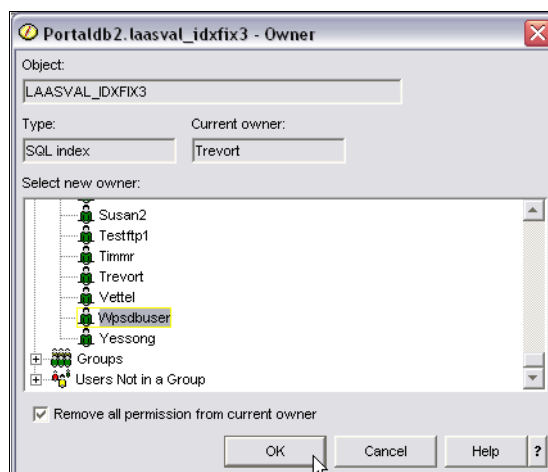 Portaldb2.laasval_idxfix3 - Owner
Object:
LAASVAL_IDXFIX3
Type:
Current owner:
SQL index
Trevort
Select new owner:
Susan2
Testftp1
Timmr
Trevort
Vettel
Wpsdbuser
Yessong
Groups
Users Not in a Group
Remove all permission from current owner
OK
Cancel
Help
?